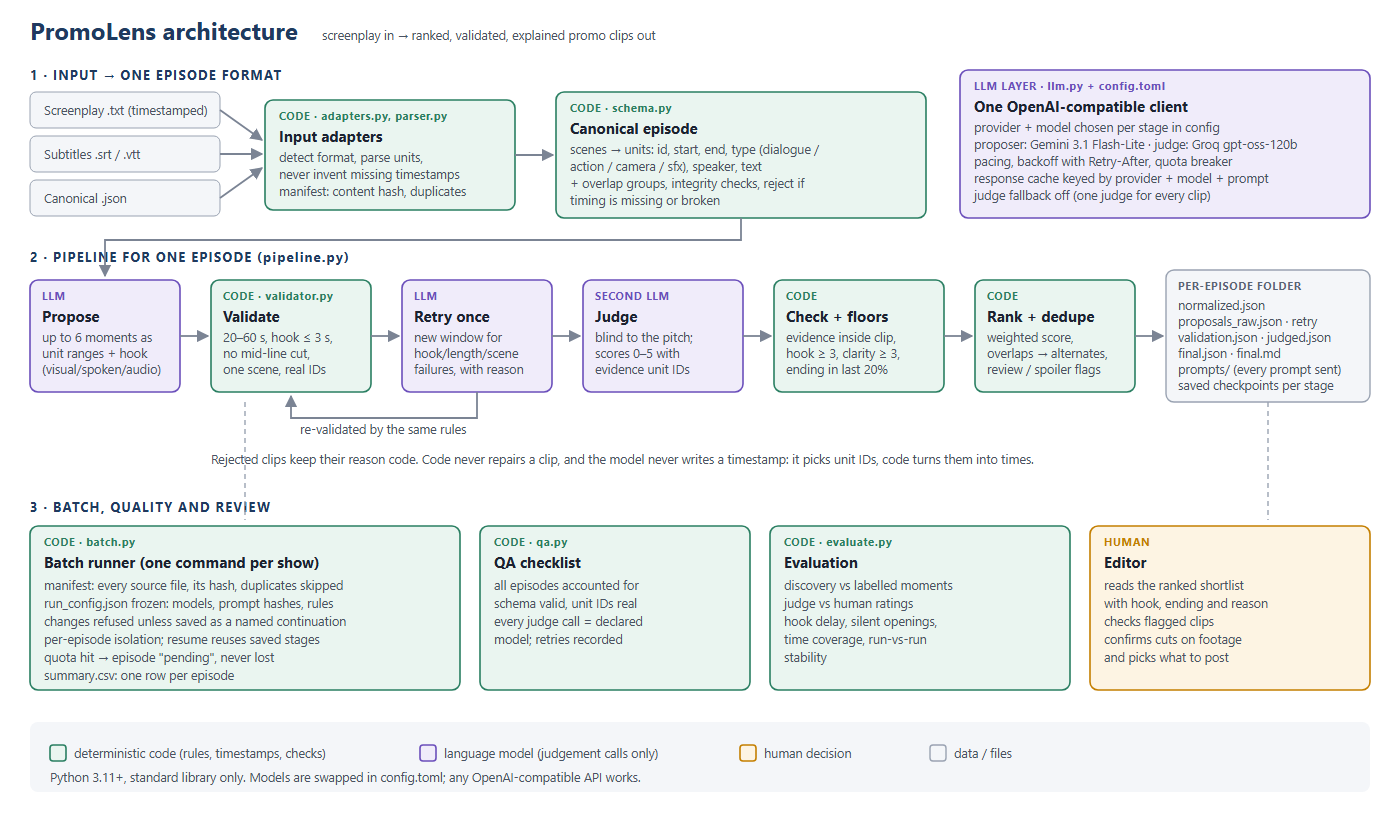 PromoLens architecture
screenplay in → ranked, validated, explained promo clips out
1 · INPUT → ONE EPISODE FORMAT
Screenplay .txt (timestamped)
Subtitles .srt / .vtt
Canonical .json
CODE · adapters.py, parser.py
Input adapters
detect format, parse units,
never invent missing timestamps
manifest: content hash, duplicates
CODE · schema.py
Canonical episode
scenes → units: id, start, end, type (dialogue /
action / camera / sfx), speaker, text
+ overlap groups, integrity checks, reject if
timing is missing or broken
LLM LAYER · llm.py + config.toml
One OpenAI-compatible client
provider + model chosen per stage in config
proposer: Gemini 3.1 Flash-Lite · judge: Groq gpt-oss-120b
pacing, backoff with Retry-After, quota breaker
response cache keyed by provider + model + prompt
judge fallback off (one judge for every clip)
2 · PIPELINE FOR ONE EPISODE (pipeline.py)
LLM
Propose
up to 6 moments as
unit ranges + hook
(visual/spoken/audio)
CODE · validator.py
Validate
20–60 s, hook ≤ 3 s,
no mid-line cut,
one scene, real IDs
LLM
Retry once
new window for
hook/length/scene
failures, with reason
SECOND LLM
Judge
blind to the pitch;
scores 0–5 with
evidence unit IDs
CODE
Check + floors
evidence inside clip,
hook ≥ 3, clarity ≥ 3,
ending in last 20%
CODE
Rank + dedupe
weighted score,
overlaps → alternates,
review / spoiler flags
PER-EPISODE FOLDER
normalized.json
proposals_raw.json · retry
validation.json · judged.json
final.json · final.md
prompts/ (every prompt sent)
saved checkpoints per stage
re-validated by the same rules
Rejected clips keep their reason code. Code never repairs a clip, and the model never writes a timestamp: it picks unit IDs, code turns them into times.
3 · BATCH, QUALITY AND REVIEW
CODE · batch.py
Batch runner (one command per show)
manifest: every source file, its hash, duplicates skipped
run_config.json frozen: models, prompt hashes, rules
changes refused unless saved as a named continuation
per-episode isolation; resume reuses saved stages
quota hit → episode "pending", never lost
summary.csv: one row per episode
CODE · qa.py
QA checklist
all episodes accounted for
schema valid, unit IDs real
every judge call = declared
model; retries recorded
CODE · evaluate.py
Evaluation
discovery vs labelled moments
judge vs human ratings
hook delay, silent openings,
time coverage, run-vs-run
stability
HUMAN
Editor
reads the ranked shortlist
with hook, ending and reason
checks flagged clips
confirms cuts on footage
and picks what to post
deterministic code (rules, timestamps, checks)
language model (judgement calls only)
human decision
data / files
Python 3.11+, standard library only. Models are swapped in config.toml; any OpenAI-compatible API works.